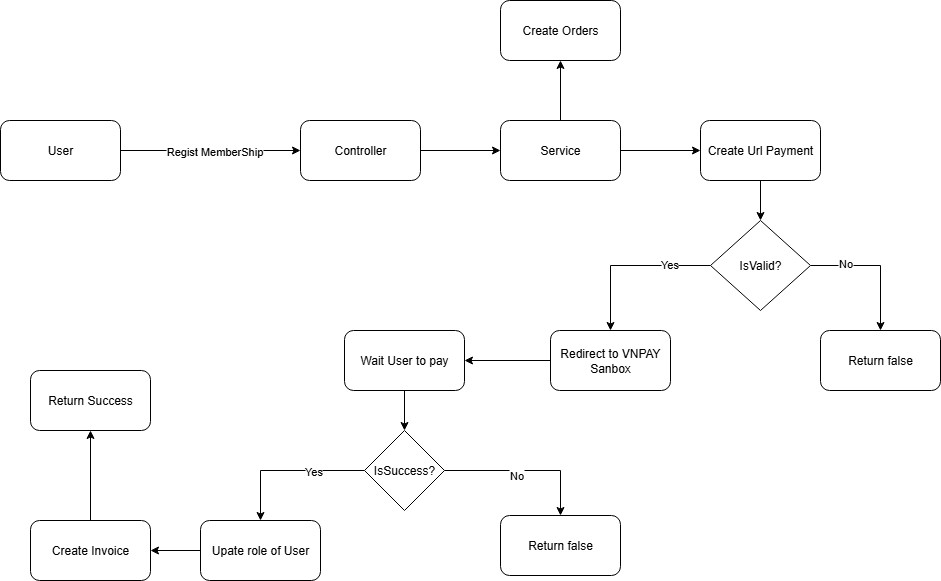 Create Orders
User
Regist MemberShip
Controller
Service
Create Url Payment
IsValid?
Yes
No
Redirect to VNPAY
Sanbox
Wait User to pay
Return false
Return Success
IsSuccess?
Yes
No
Create Invoice
Upate role of User
Return false